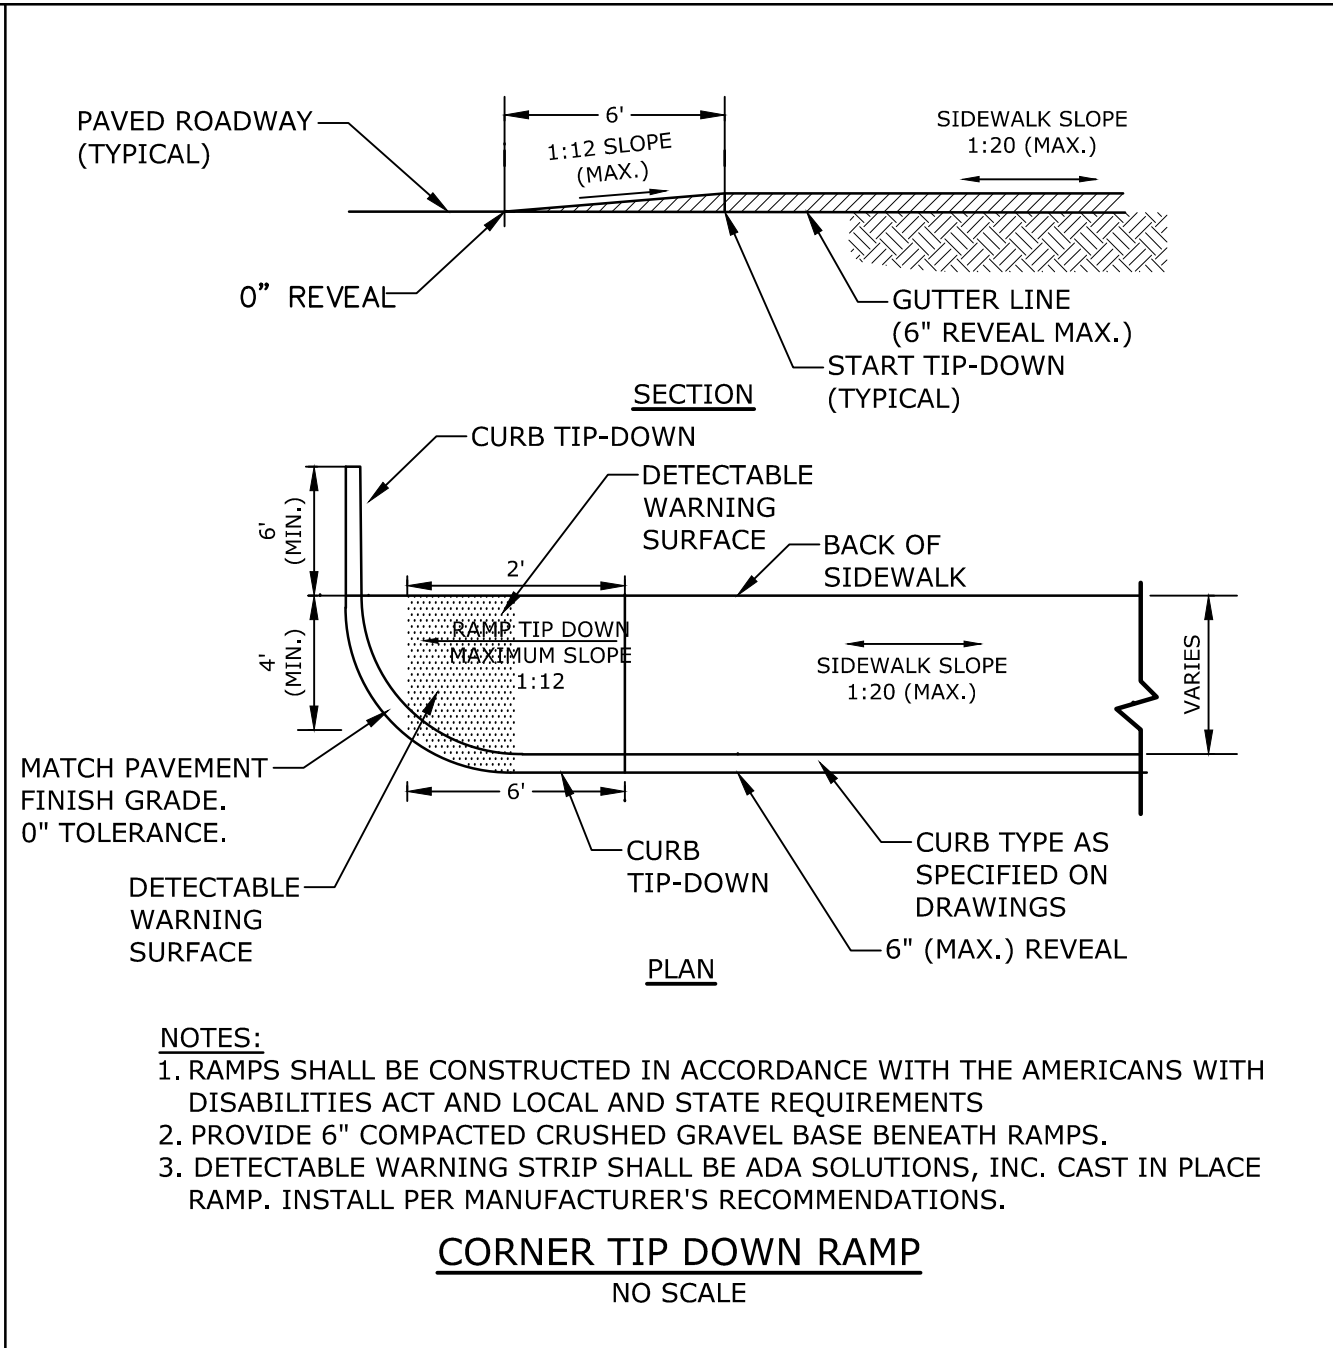 6'
PAVED ROADWAY
(TYPICAL)
1:12 SLOPE
(MAX.)
SIDEWALK SLOPE
1:20 (MAX.)
0” REVEAL
GUTTER LINE
(6" REVEAL MAX.)
START TIP-DOWN
(TYPICAL)
SECTION
CURB TIP-DOWN
DETECTABLE
WARNING
SURFACE
BACK OF
SIDEWALK
6'
(MIN.)
2'
4'
(MIN.)
RAMP TIP DOWN
MAXIMUM SLOPE
1:12
SIDEWALK SLOPE
1:20 (MAX.)
VARIES
MATCH PAVEMENT
FINISH GRADE.
0" TOLERANCE.
6'
DETECTABLE
WARNING
SURFACE
CURB
TIP-DOWN
CURB TYPE AS
SPECIFIED ON
DRAWINGS
6" (MAX.) REVEAL
PLAN
NOTES:
1. RAMPS SHALL BE CONSTRUCTED IN ACCORDANCE WITH THE AMERICANS WITH
DISABILITIES ACT AND LOCAL AND STATE REQUIREMENTS
2. PROVIDE 6" COMPACTED CRUSHED GRAVEL BASE BENEATH RAMPS.
3. DETECTABLE WARNING STRIP SHALL BE ADA SOLUTIONS, INC. CAST IN PLACE
RAMP. INSTALL PER MANUFACTURER'S RECOMMENDATIONS.
CORNER TIP DOWN RAMP
NO SCALE